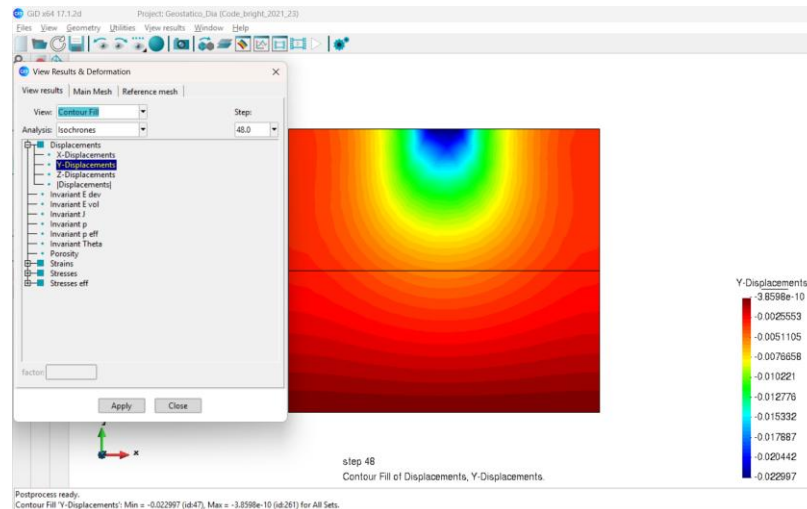 GiD x64 17.1.2d Project: Geostatico_Dia (Code_bright_2021_23)
Files View Geometry Utilities View results Window Help
View Results & Deformation
View results Main Mesh Reference mesh
View: Contour Fill Step:
Analysis: Isochrones 48.0
Displacements
X-Displacements
Y-Displacements
Z-Displacements
|Displacements|
Invariant E dev
Invariant E vol
Invariant J
Invariant p
Invariant p eff
Invariant Theta
Porosity
Strains
Stresses
Stresses eff
factor:
Apply Close
Y-Displacements
-3.8598e-10
-0.0025553
-0.0051105
-0.0076658
-0.010221
-0.012776
-0.015332
-0.017887
-0.020442
-0.022997
x
step 48
Contour Fill of Displacements, Y-Displacements.
Postprocess ready.
Contour Fill 'Y-Displacements': Min = -0.022997 (id:47), Max = -3.8598e-10 (id:261) for All Sets.